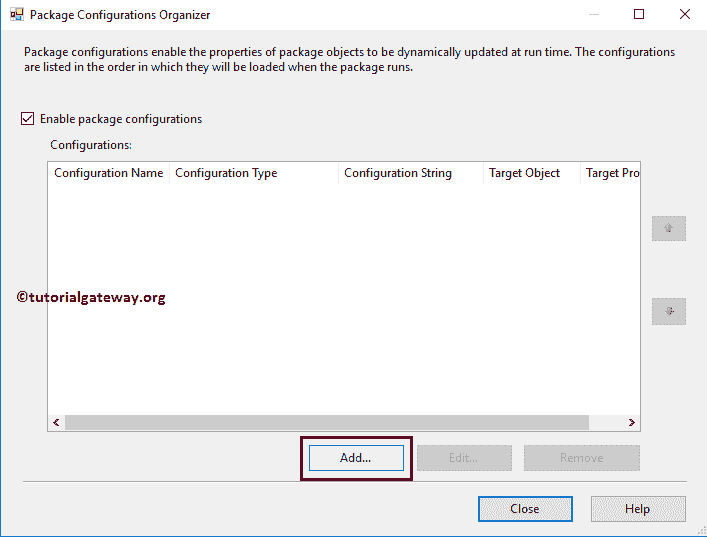 Package Configurations Organizer
Package configurations enable the properties of package objects to be dynamically updated at run time. The configurations
are listed in the order in which they will be loaded when the package runs.
Enable package configurations
Configurations:
Configuration Name Configuration Type Configuration String Target Object Target Pro
©tutorialgateway.org
Add... Edit... Remove
Close Help